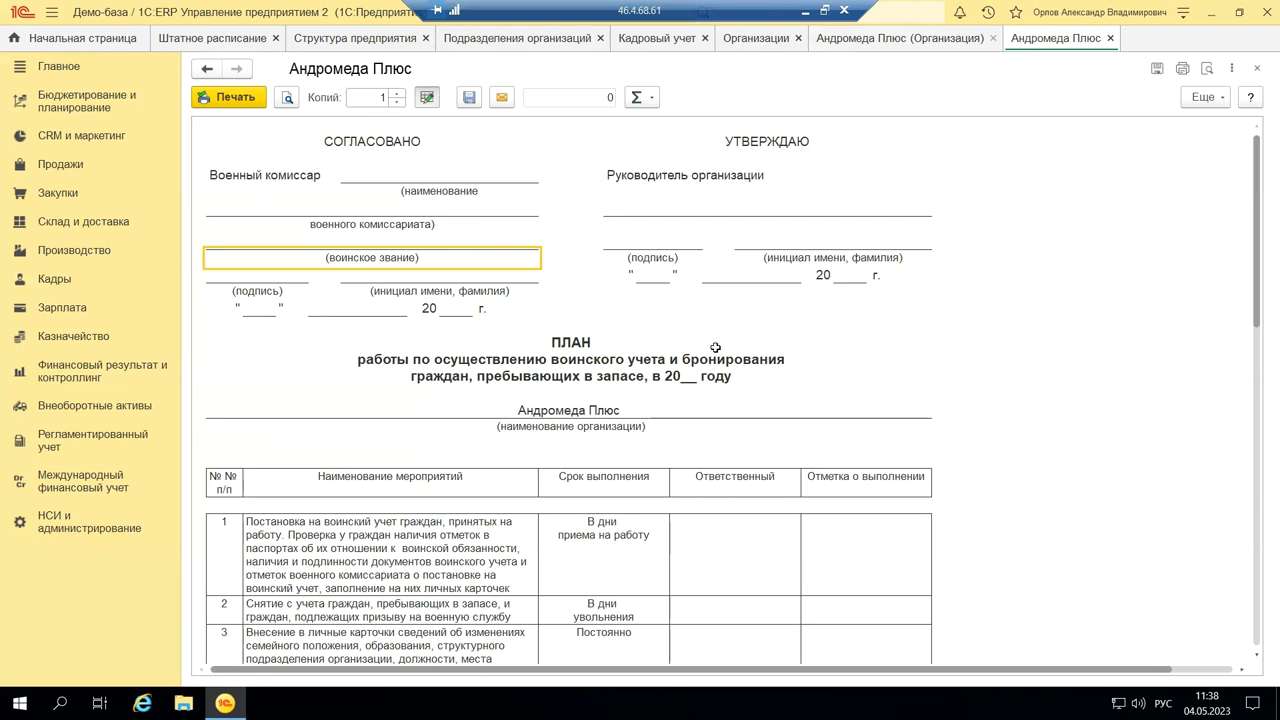 Демо-база / 1С:ERP Управление предприятием 2 (1С:Предприяти
46.4.68.61
Орлов Александр Владимирович
Начальная страница
Штатное расписание ×
Структура предприятия ×
Подразделения организаций ×
Кадровый учет ×
Организации ×
Андромеда Плюс (Организация) ×
Андромеда Плюс ×
Главное
Бюджетирование и
планирование
CRM и маркетинг
Продажи
Закупки
Склад и доставка
Производство
Кадры
Зарплата
Казначейство
Финансовый результат и
контроллинг
Внеоборотные активы
Регламентированный
учет
Международный
финансовый учет
НСИ и
администрирование
Андромеда Плюс
Печать
Копий: 1
0
Σ
Еще
?
СОГЛАСОВАНО
УТВЕРЖДАЮ
Военный комиссар
Руководитель организации
(наименование
военного комиссариата)
(воинское звание)
(подпись)
(инициал имени, фамилия)
" _____ " 20 _____ г.
(подпись)
(инициал имени, фамилия)
" _____ " 20 _____ г.
ПЛАН
работы по осуществлению воинского учета и бронирования
граждан, пребывающих в запасе, в 20__ году
Андромеда Плюс
(наименование организации)
№ №
п/п
Наименование мероприятий
Срок выполнения
Ответственный
Отметка о выполнении
1
Постановка на воинский учет граждан, принятых на
работу. Проверка у граждан наличия отметок в
паспортах об их отношении к воинской обязанности,
наличия и подлинности документов воинского учета и
отметок военного комиссариата о постановке на
воинский учет, заполнение на них личных карточек
В дни
приема на работу
2
Снятие с учета граждан, пребывающих в запасе, и
граждан, подлежащих призыву на военную службу
В дни
увольнения
3
Внесение в личные карточки сведений об изменениях
семейного положения, образования, структурного
подразделения организации, должности, места
Постоянно
РУС
11:38
04.05.2023